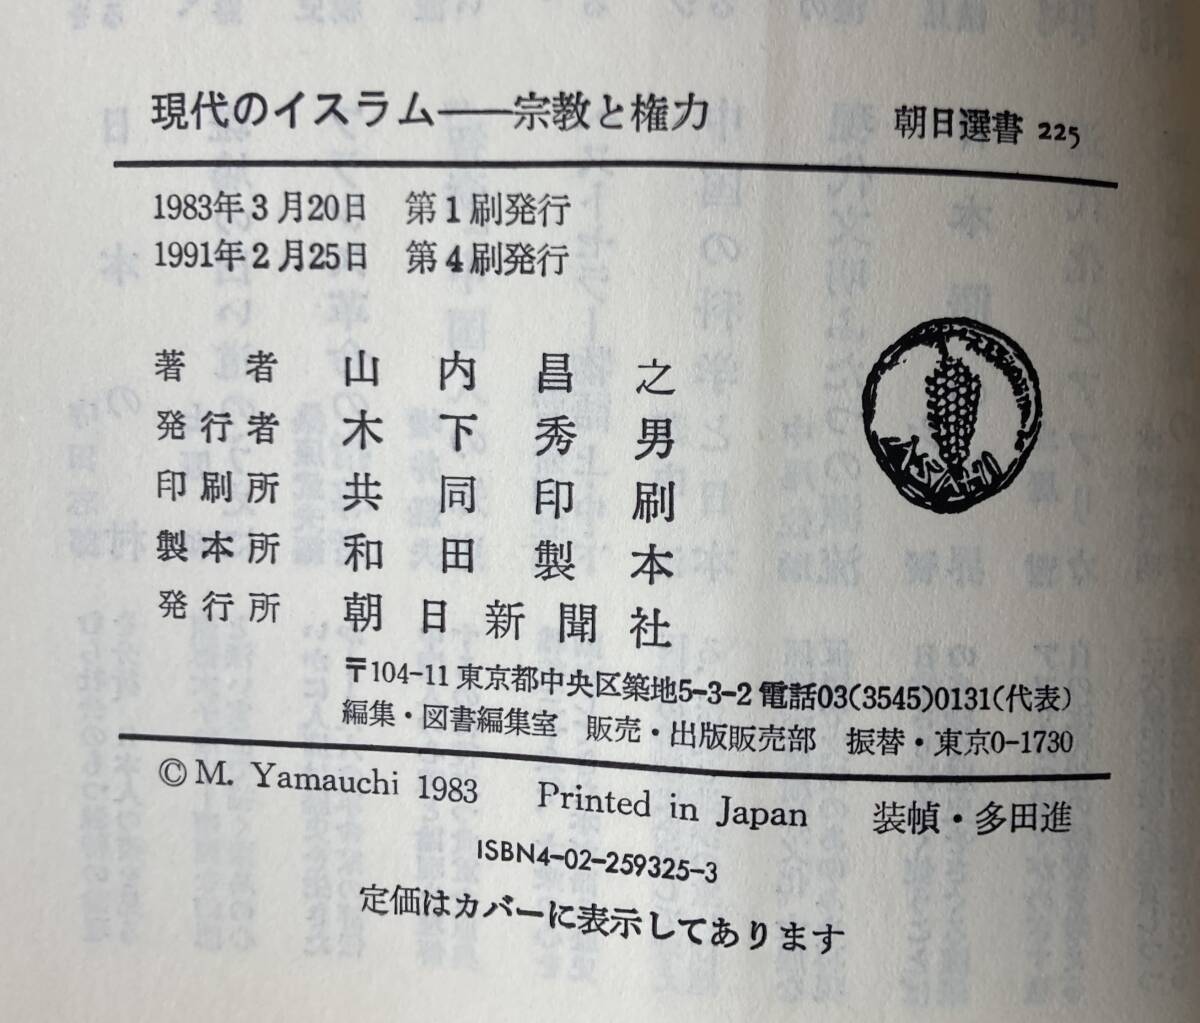 現代のイスラム――宗教と権力 朝日選書 225
1983年3月20日 第1刷発行
1991年2月25日 第4刷発行
著者 山内昌之
発行者 木下秀男
印刷所 共同印刷
製本所 和田製本
発行所 朝日新聞社
〒104-11 東京都中央区築地5-3-2 電話03(3545)0131(代表)
編集・図書編集室 販売・出版販売部 振替・東京0-1730
©M. Yamauchi 1983 Printed in Japan 装幀・多田進
ISBN4-02-259325-3
定価はカバーに表示してあります